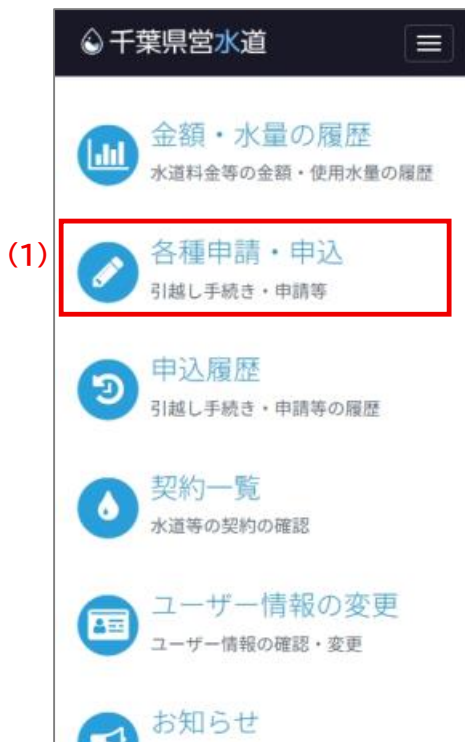 千葉県営水道
金額・水量の履歴
水道料金等の金額・使用水量の履歴
(1)
各種申請・申込
引越し手続き・申請等
申込履歴
引越し手続き・申請等の履歴
契約一覧
水道等の契約の確認
ユーザー情報の変更
ユーザー情報の確認・変更
お知らせ